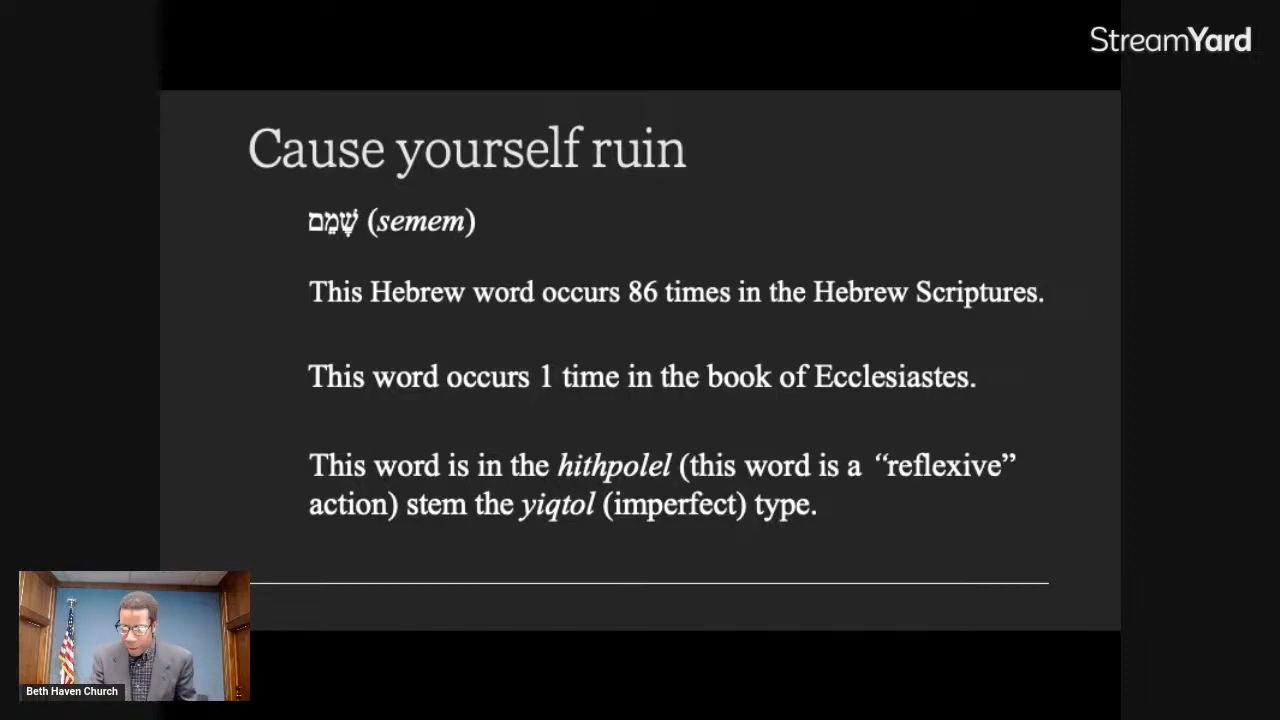 StreamYard
Cause yourself ruin
שָׁמֵם (semem)
This Hebrew word occurs 86 times in the Hebrew Scriptures.
This word occurs 1 time in the book of Ecclesiastes.
This word is in the hithpolel (this word is a “reflexive”
action) stem the yiqtol (imperfect) type.
Beth Haven Church